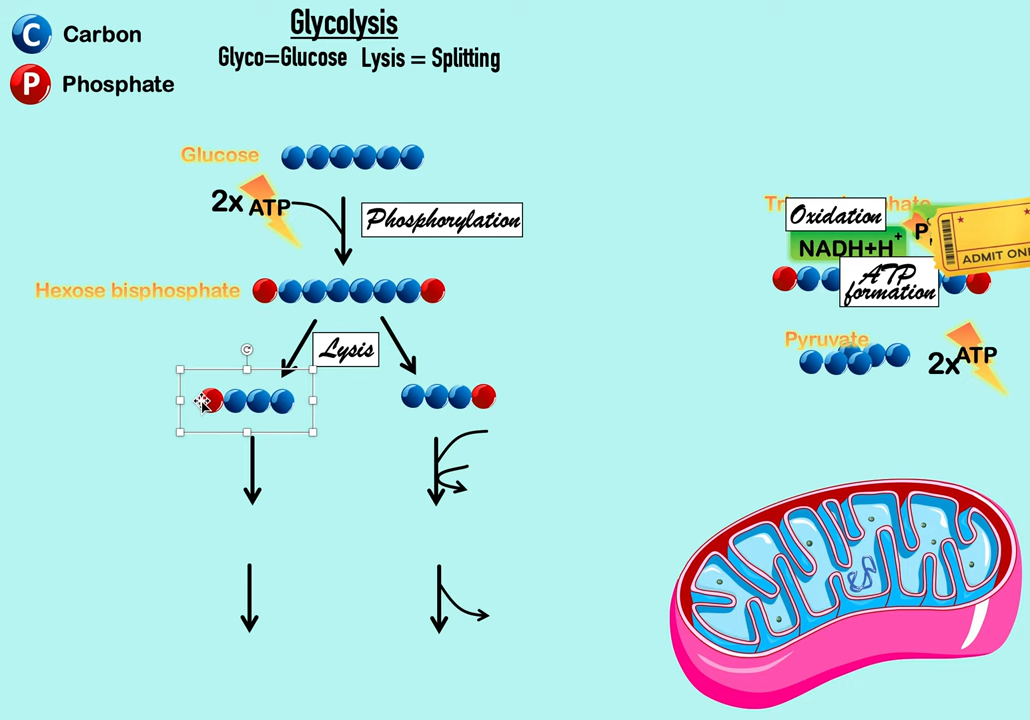 Glycolysis
Glyco=Glucose Lysis = Splitting
C Carbon
P Phosphate
Glucose
2x ATP
Phosphorylation
Hexose bisphosphate
Lysis
Oxidation
NADH+H+
P
ADMIT ON
ATP
formation
Pyruvate
2x ATP